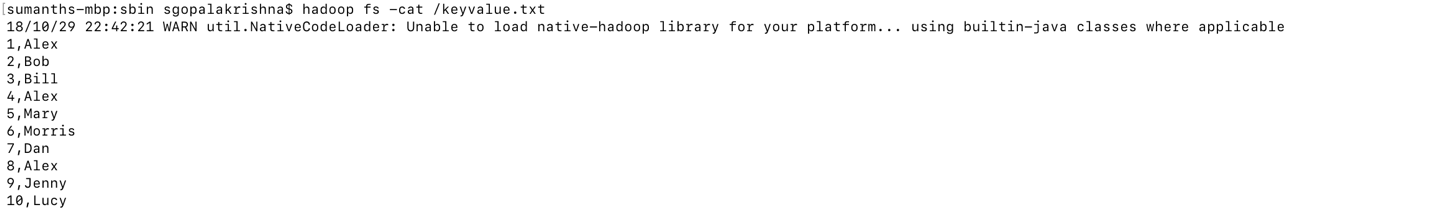 [sumanths-mbp:sbin sgopalakrishna$ hadoop fs -cat /keyvalue.txt
18/10/29 22:42:21 WARN util.NativeCodeLoader: Unable to load native-hadoop library for your platform... using builtin-java classes where applicable
1,Alex
2,Bob
3,Bill
4,Alex
5,Mary
6,Morris
7,Dan
8,Alex
9,Jenny
10,Lucy